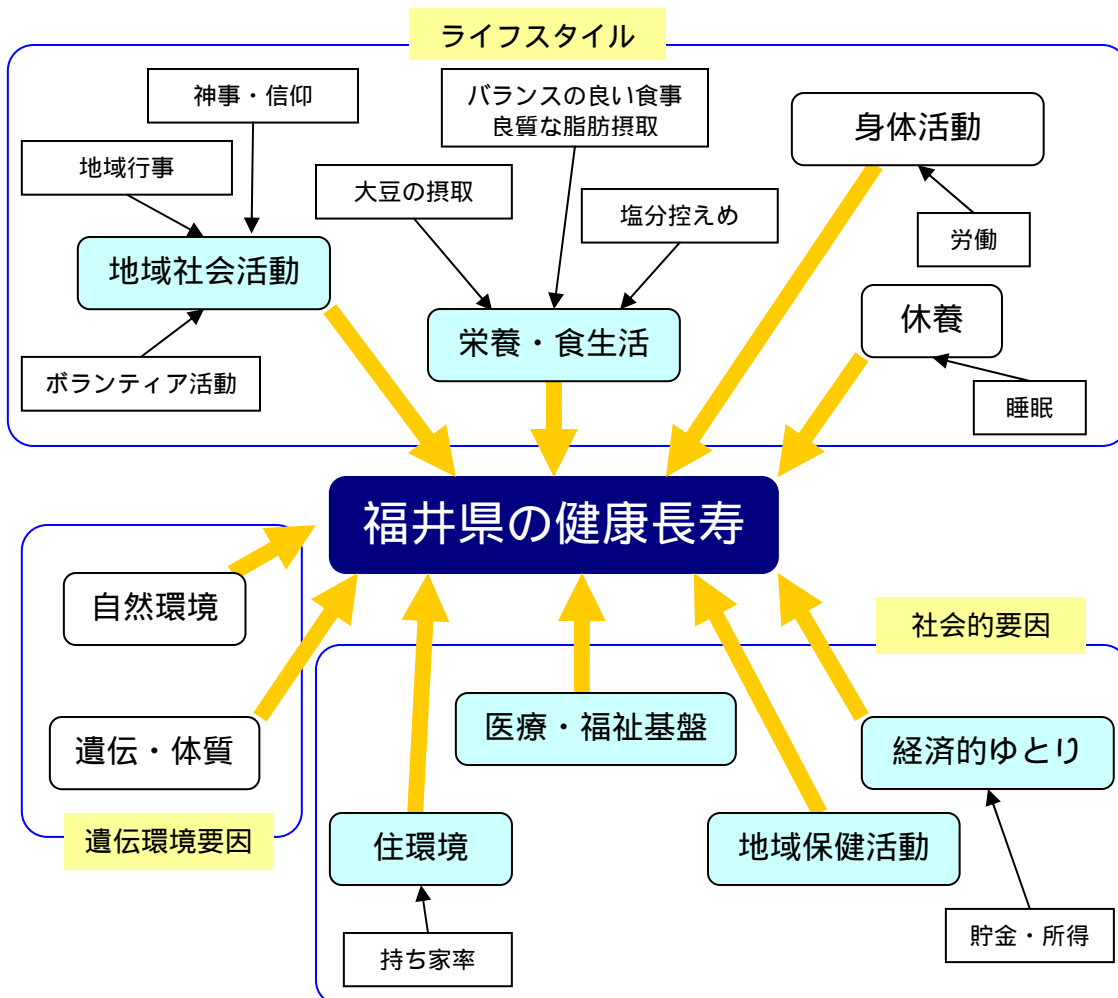 ライフスタイル
神事・信仰
バランスの良い食事
良質な脂肪摂取
身体活動
地域行事
大豆の摂取
塩分控えめ
労働
地域社会活動
栄養・食生活
休養
ボランティア活動
睡眠
福井県の健康長寿
自然環境
社会的要因
遺伝・体質
医療・福祉基盤
経済的ゆとり
遺伝環境要因
住環境
地域保健活動
持ち家率
貯金・所得